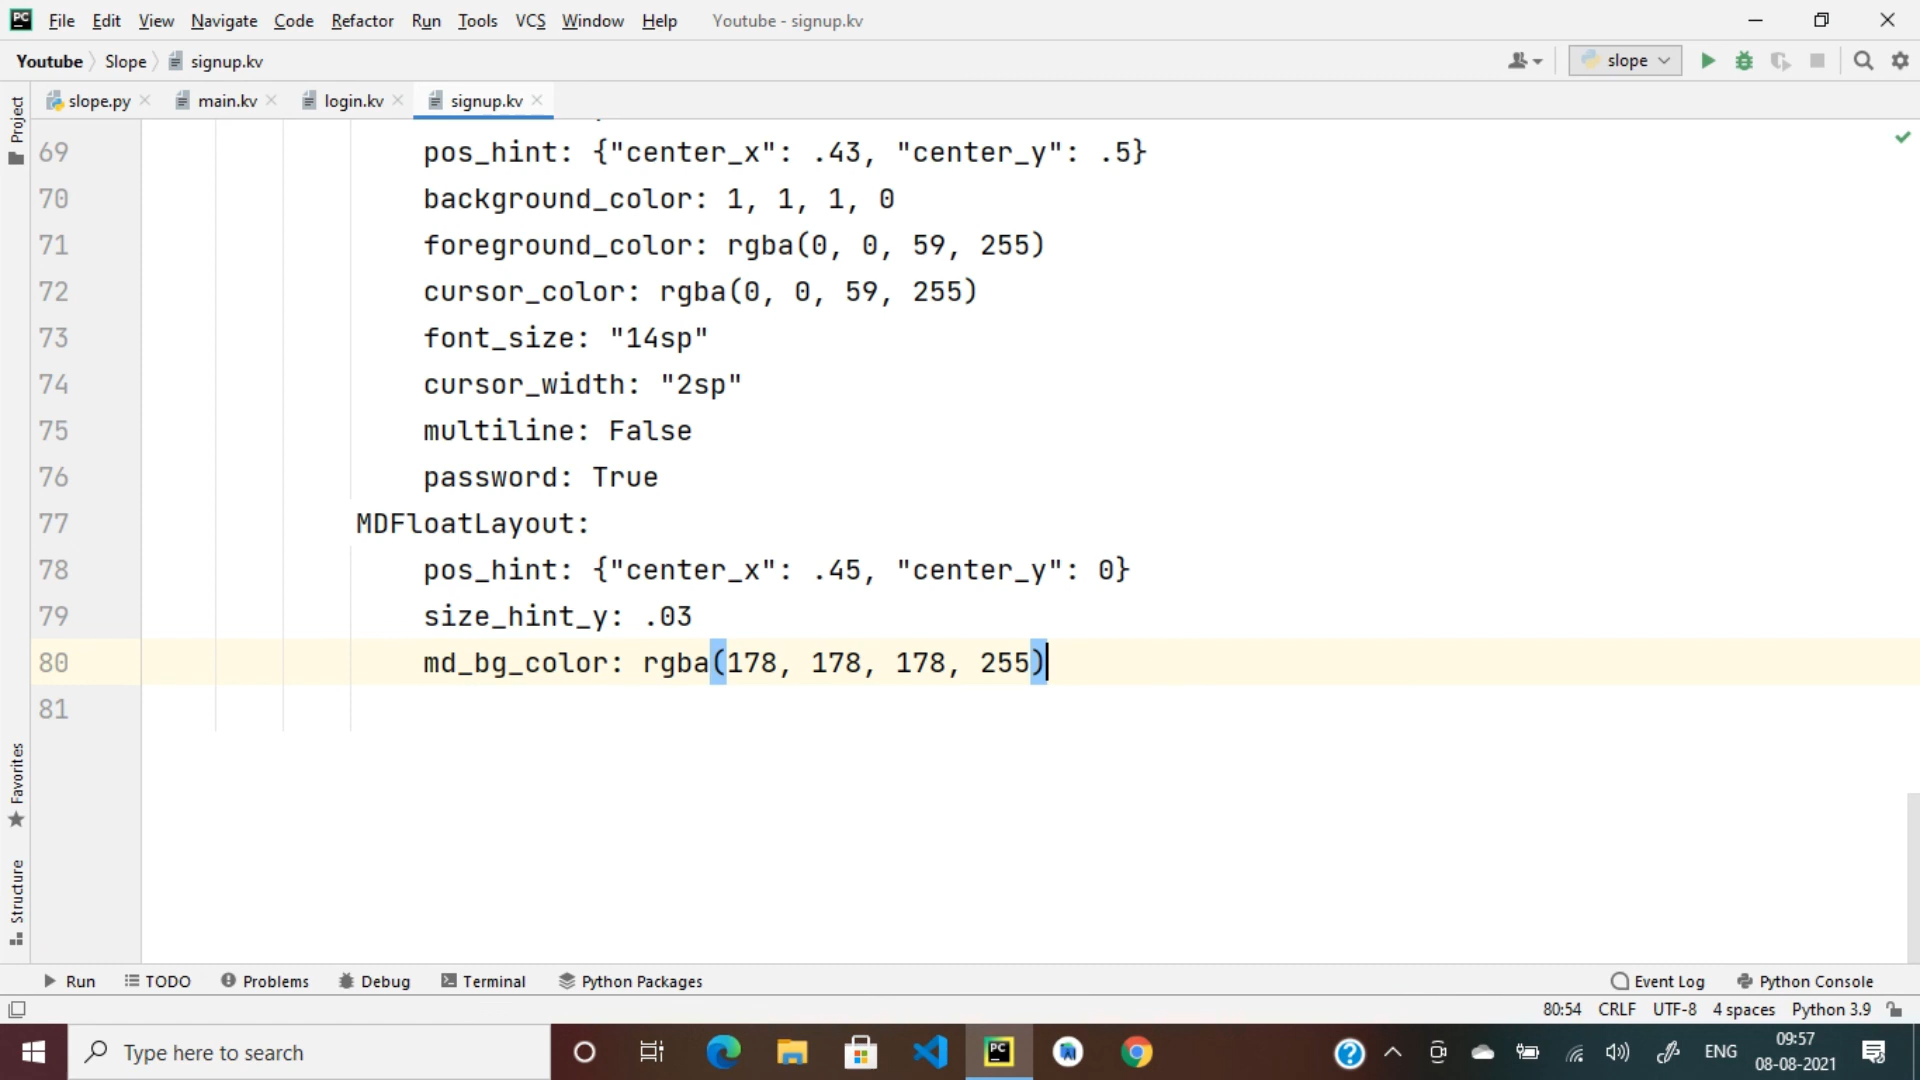 PC File Edit View Navigate Code Refactor Run Tools VCS Window Help Youtube - signup.kv
Youtube Slope signup.kv slope
slope.py main.kv login.kv signup.kv
Project
69 pos_hint: {"center_x": .43, "center_y": .5}
70 background_color: 1, 1, 1, 0
71 foreground_color: rgba(0, 0, 59, 255)
72 cursor_color: rgba(0, 0, 59, 255)
73 font_size: "14sp"
74 cursor_width: "2sp"
75 multiline: False
76 password: True
77 MDFloatLayout:
78 pos_hint: {"center_x": .45, "center_y": 0}
79 size_hint_y: .03
80 md_bg_color: rgba(178, 178, 178, 255)
81
Favorites
Structure
Run TODO Problems Debug Terminal Python Packages Event Log Python Console
80:54 CRLF UTF-8 4 spaces Python 3.9
Type here to search PC ENG 09:57
08-08-2021